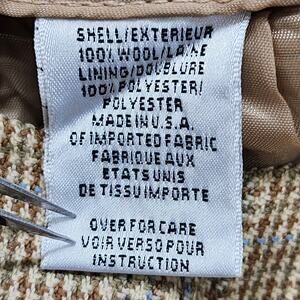 SHELL/EXTERIEUR
100% WOOL/LAINE
LINING/DOUBLURE
100% POLYESTER/
POLYESTER
MADE IN U.S.A.
OF IMPORTED FABRIC
FABRIQUE AUX
ETATS UNIS
DE TISSU IMPORTE
OVER FOR CARE
VOIR VERSO POUR
INSTRUCTION